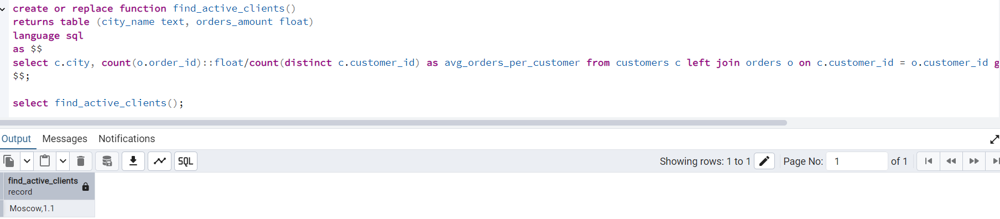 create or replace function find_active_clients()
returns table (city_name text, orders_amount float)
language sql
as $$
select c.city, count(o.order_id)::float/count(distinct c.customer_id) as avg_orders_per_customer from customers c left join orders o on c.customer_id = o.customer_id g
$$;
select find_active_clients();
Output Messages Notifications
SQL Showing rows: 1 to 1 Page No: 1 of 1
find_active_clients
record
Moscow,1.1